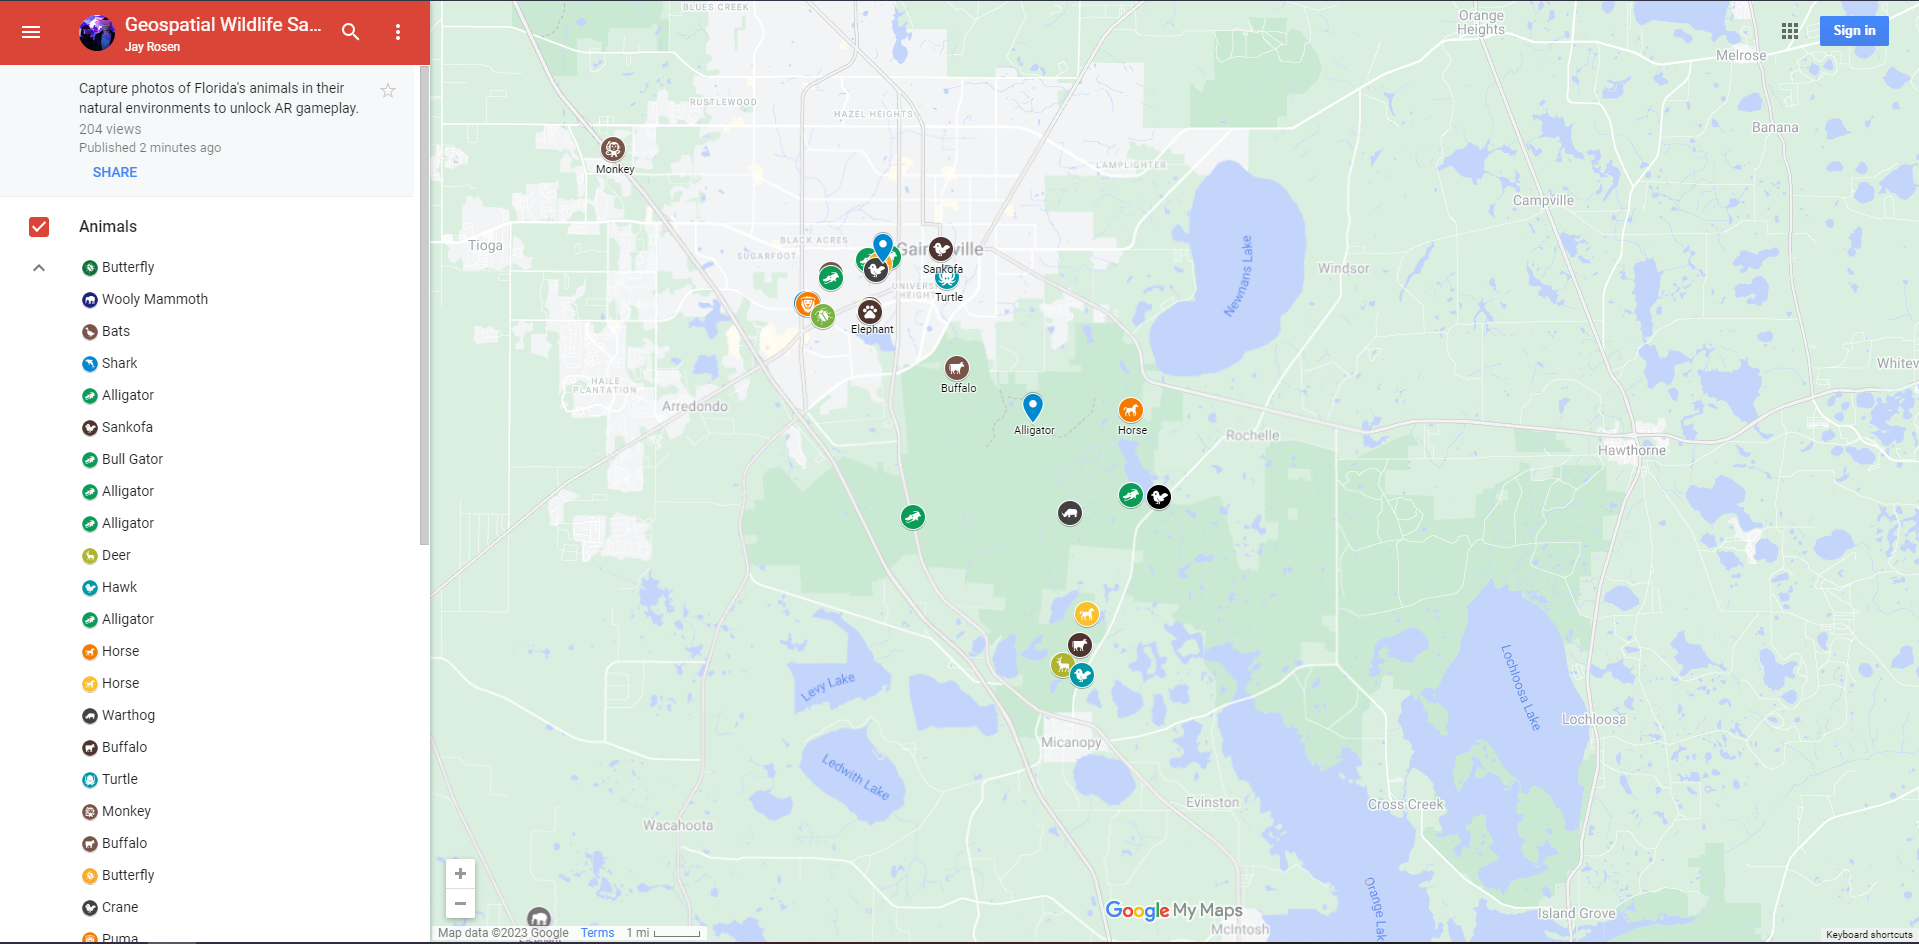 Geospatial Wildlife Sa...
Jay Rosen
Capture photos of Florida's animals in their
natural environments to unlock AR gameplay.
204 views
Published 2 minutes ago
SHARE
Animals
Butterfly
Wooly Mammoth
Bats
Shark
Alligator
Sankofa
Bull Gator
Alligator
Alligator
Deer
Hawk
Alligator
Horse
Horse
Warthog
Buffalo
Turtle
Monkey
Buffalo
Butterfly
Crane
Puma
BLUES CREEK
Orange
Heights
Sign in
Melrose
RUSTLEWOOD
HAZEL HEIGHTS
Banana
Monkey
LAMPLIGHTER
Campville
Tioga
BLACK ACRES
SUGARFOOT
Sankofa
Newnans Lake
Windsor
UNIVERSITY
HEIGHTS
Turtle
Elephant
HAILE
PLANTATION
Arredondo
Buffalo
Alligator
Horse
Rochelle
Hawthorne
Whitev
Levy Lake
Ledwith Lake
Micanopy
Lochloosa Lake
Lochloosa
Wacahoota
Evinston
Cross Creek
Orange Lak
Island Grove
McIntosh
Google My Maps
Map data ©2023 Google
Terms
1 mi
Keyboard shortcuts